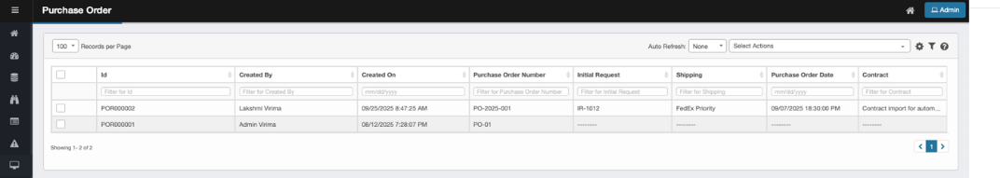 Purchase Order
Admin
100 Records per Page
Auto Refresh: None Select Actions
Id Created By Created On Purchase Order Number Initial Request Shipping Purchase Order Date Contract
Filter for Id Filter for Created By mm/dd/yyyy Filter for Purchase Order Number Filter for Initial Request Filter for Shipping mm/dd/yyyy Filter for Contract
POR000002 Lakshmi Virima 09/25/2025 8:47:25 AM PO-2025-001 IR-1012 FedEx Priority 09/07/2025 18:30:00 PM Contract import for autom...
POR000001 Admin Virima 08/12/2025 7:28:07 PM PO-01 -------- -------- -------- --------
Showing 1- 2 of 2
1